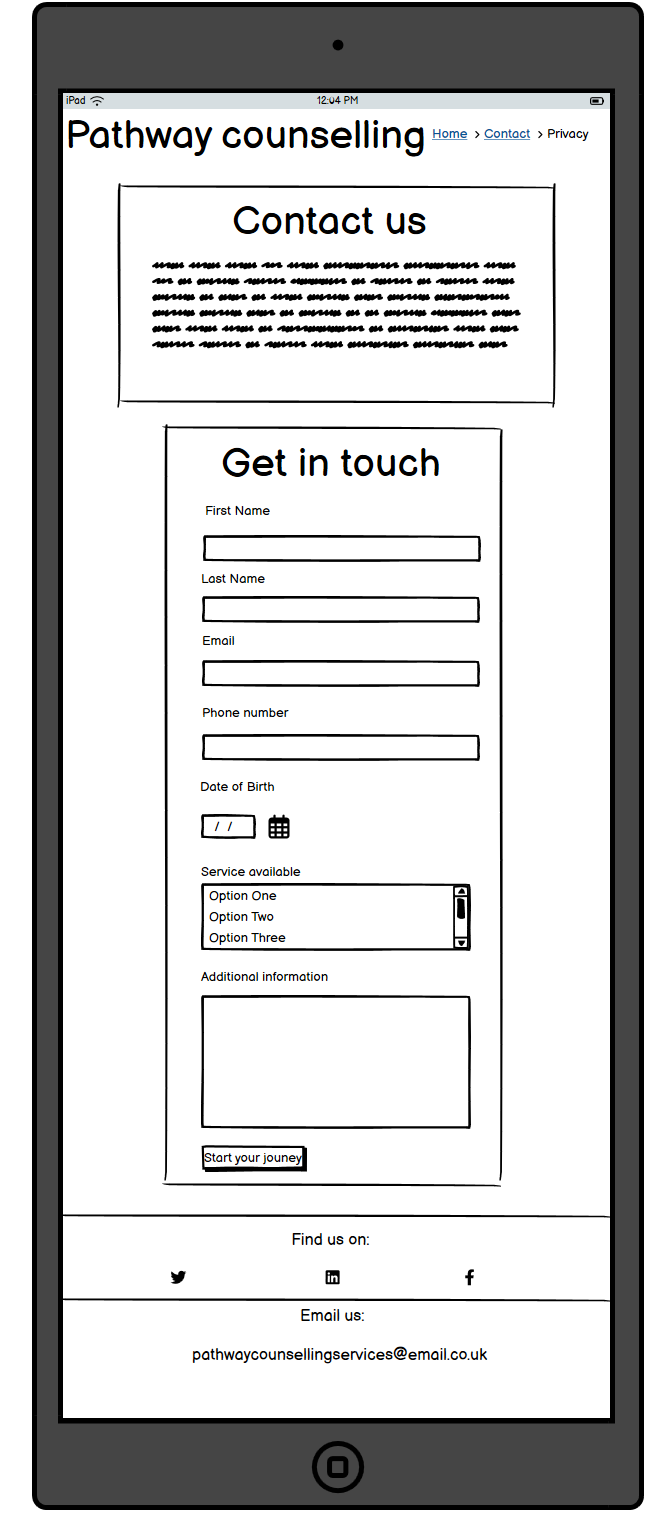 iPad 12:04 PM
Pathway counselling Home > Contact > Privacy
Contact us
Get in touch
First Name
Last Name
Email
Phone number
Date of Birth
/ /
Service available
Option One
Option Two
Option Three
Additional information
Start your jouney
Find us on:
Email us:
pathwaycounsellingservices@email.co.uk